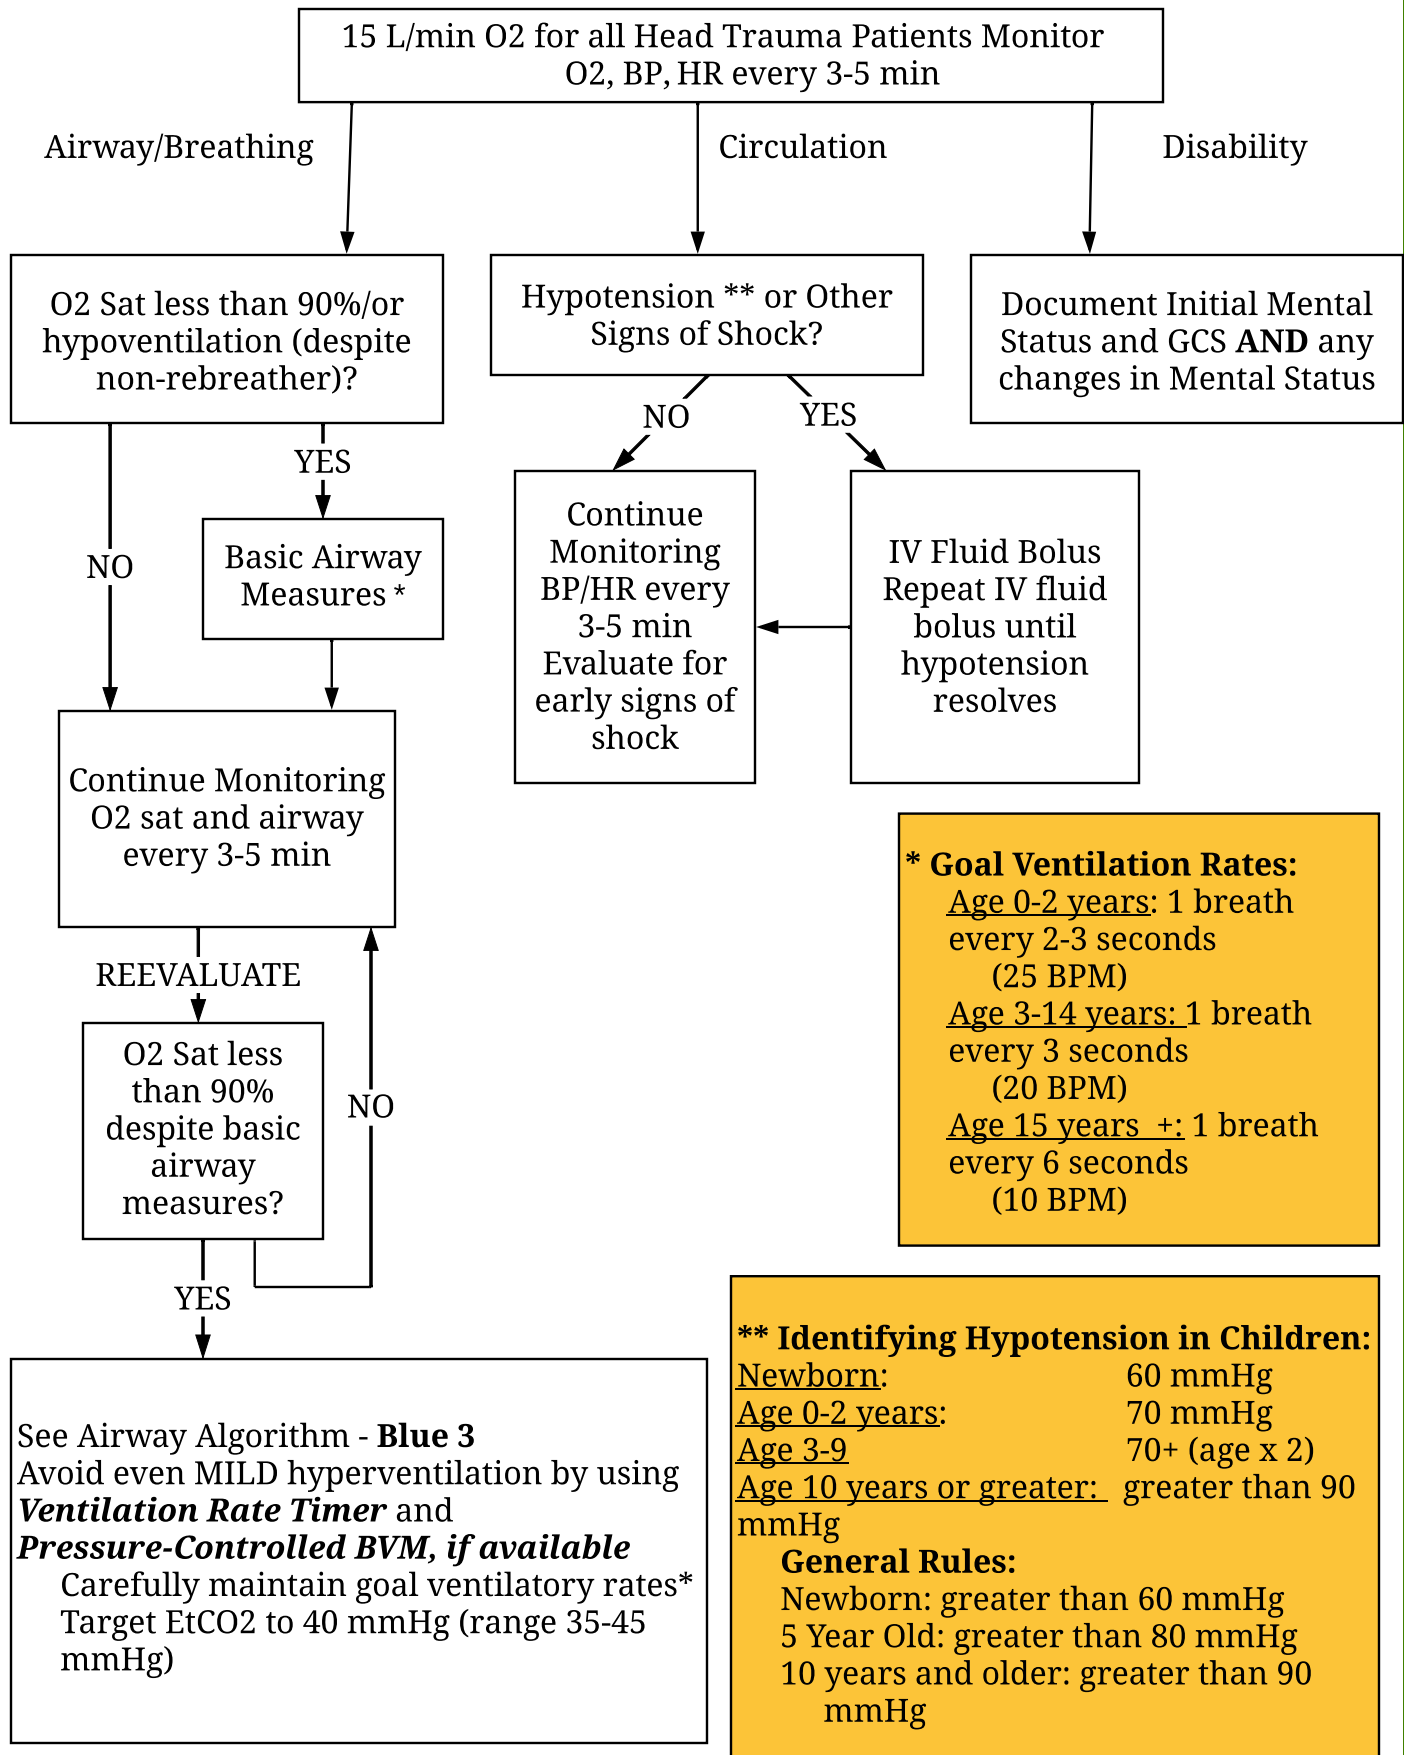 15 L/min O2 for all Head Trauma Patients Monitor
O2, BP, HR every 3-5 min
Airway/Breathing
Circulation
Disability
O2 Sat less than 90%/or
hypoventilation (despite
non-rebreather)?
Hypotension ** or Other
Signs of Shock?
Document Initial Mental
Status and GCS AND any
changes in Mental Status
NO
YES
NO
YES
Basic Airway
Measures *
Continue
Monitoring
BP/HR every
3-5 min
Evaluate for
early signs of
shock
IV Fluid Bolus
Repeat IV fluid
bolus until
hypotension
resolves
Continue Monitoring
O2 sat and airway
every 3-5 min
REEVALUATE
O2 Sat less
than 90%
despite basic
airway
measures?
NO
YES
See Airway Algorithm - Blue 3
Avoid even MILD hyperventilation by using
Ventilation Rate Timer and
Pressure-Controlled BVM, if available
Carefully maintain goal ventilatory rates*
Target EtCO2 to 40 mmHg (range 35-45
mmHg)
* Goal Ventilation Rates:
Age 0-2 years: 1 breath
every 2-3 seconds
(25 BPM)
Age 3-14 years: 1 breath
every 3 seconds
(20 BPM)
Age 15 years +: 1 breath
every 6 seconds
(10 BPM)
** Identifying Hypotension in Children:
Newborn: 60 mmHg
Age 0-2 years: 70 mmHg
Age 3-9 70+ (age x 2)
Age 10 years or greater: greater than 90
mmHg
General Rules:
Newborn: greater than 60 mmHg
5 Year Old: greater than 80 mmHg
10 years and older: greater than 90
mmHg